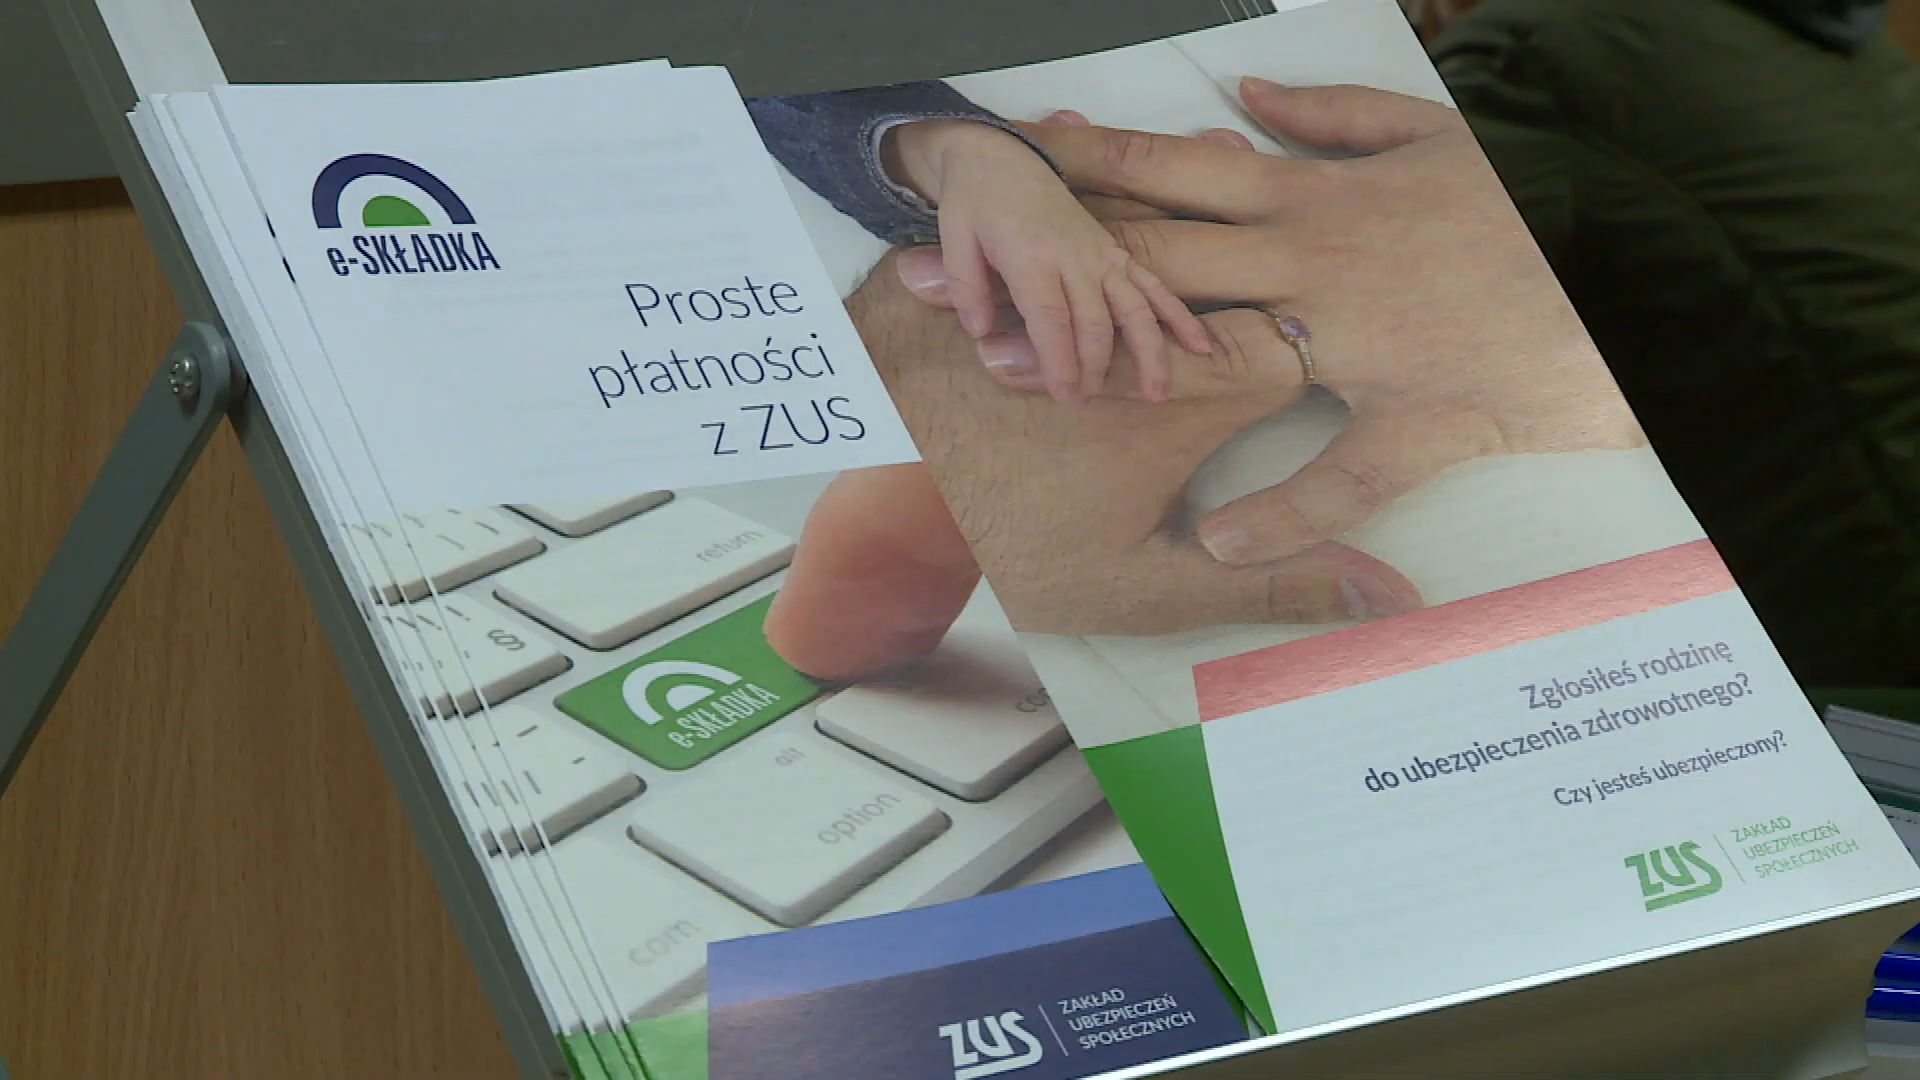 e-SKŁADKA
Proste
płatności
z ZUS
return
§
e-SKŁADKA
alt
option
com
ZUS
ZAKŁAD
UBEZPIECZEŃ
SPOŁECZNYCH
Zgłosiłeś rodzinę
do ubezpieczenia zdrowotnego?
Czy jesteś ubezpieczony?
ZUS
ZAKŁAD
UBEZPIECZEŃ
SPOŁECZNYCH